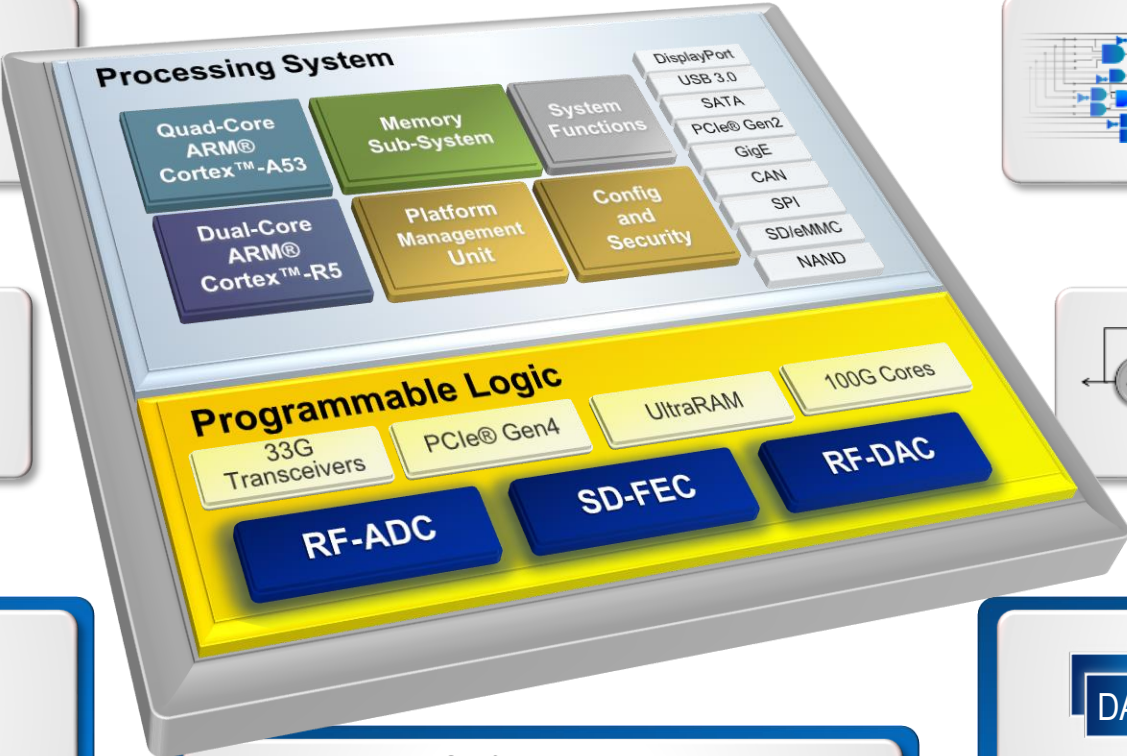 Processing System
Quad-Core
ARM®
Cortex™-A53
Memory
Sub-System
System
Functions
Dual-Core
ARM®
Cortex™-R5
Platform
Management
Unit
Config
and
Security
DisplayPort
USB 3.0
SATA
PCIe® Gen2
GigE
CAN
SPI
SD/eMMC
NAND
Programmable Logic
33G
Transceivers
PCIe® Gen4
UltraRAM
100G Cores
RF-ADC
SD-FEC
RF-DAC